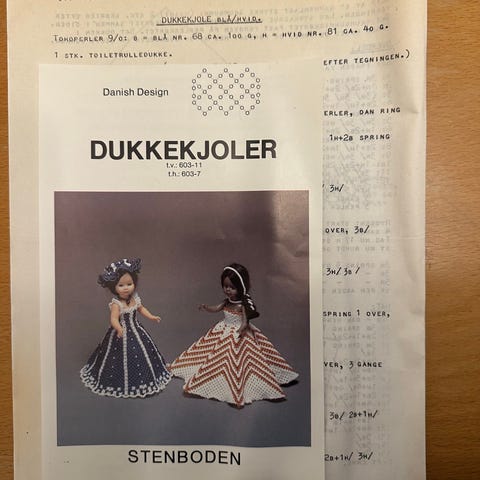 DUKKEKJOLE BLÅ/HVID.
TOHOPERLER 9/0: B = BLÅ NR. 68 CA. 100 G, H = HVID NR. 81 CA. 40 G.
1 STK. TOILETRULLEDUKKE.
EFTER TEGNINGEN.)
Danish Design
ERLER, DAN RING
DUKKEKJOLER
t.v.: 603-11
t.h.: 603-7
1H+2B SPRING
3H/
OVER, 3B/
3H/ 3B /
SPRING 1 OVER,
VER, 3 GANGE
3B/ 2B+1H/
STENBODEN
2B+1H/ 3H/